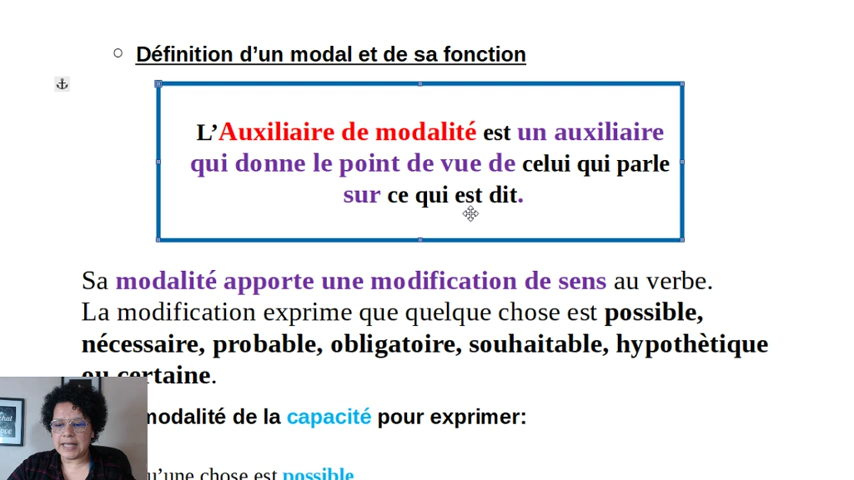 Définition d’un modal et de sa fonction
L’Auxiliaire de modalité est un auxiliaire
qui donne le point de vue de celui qui parle
sur ce qui est dit.
Sa modalité apporte une modification de sens au verbe.
La modification exprime que quelque chose est possible,
nécessaire, probable, obligatoire, souhaitable, hypothètique
ou certaine.
modalité de la capacité pour exprimer:
qu’une chose est possible